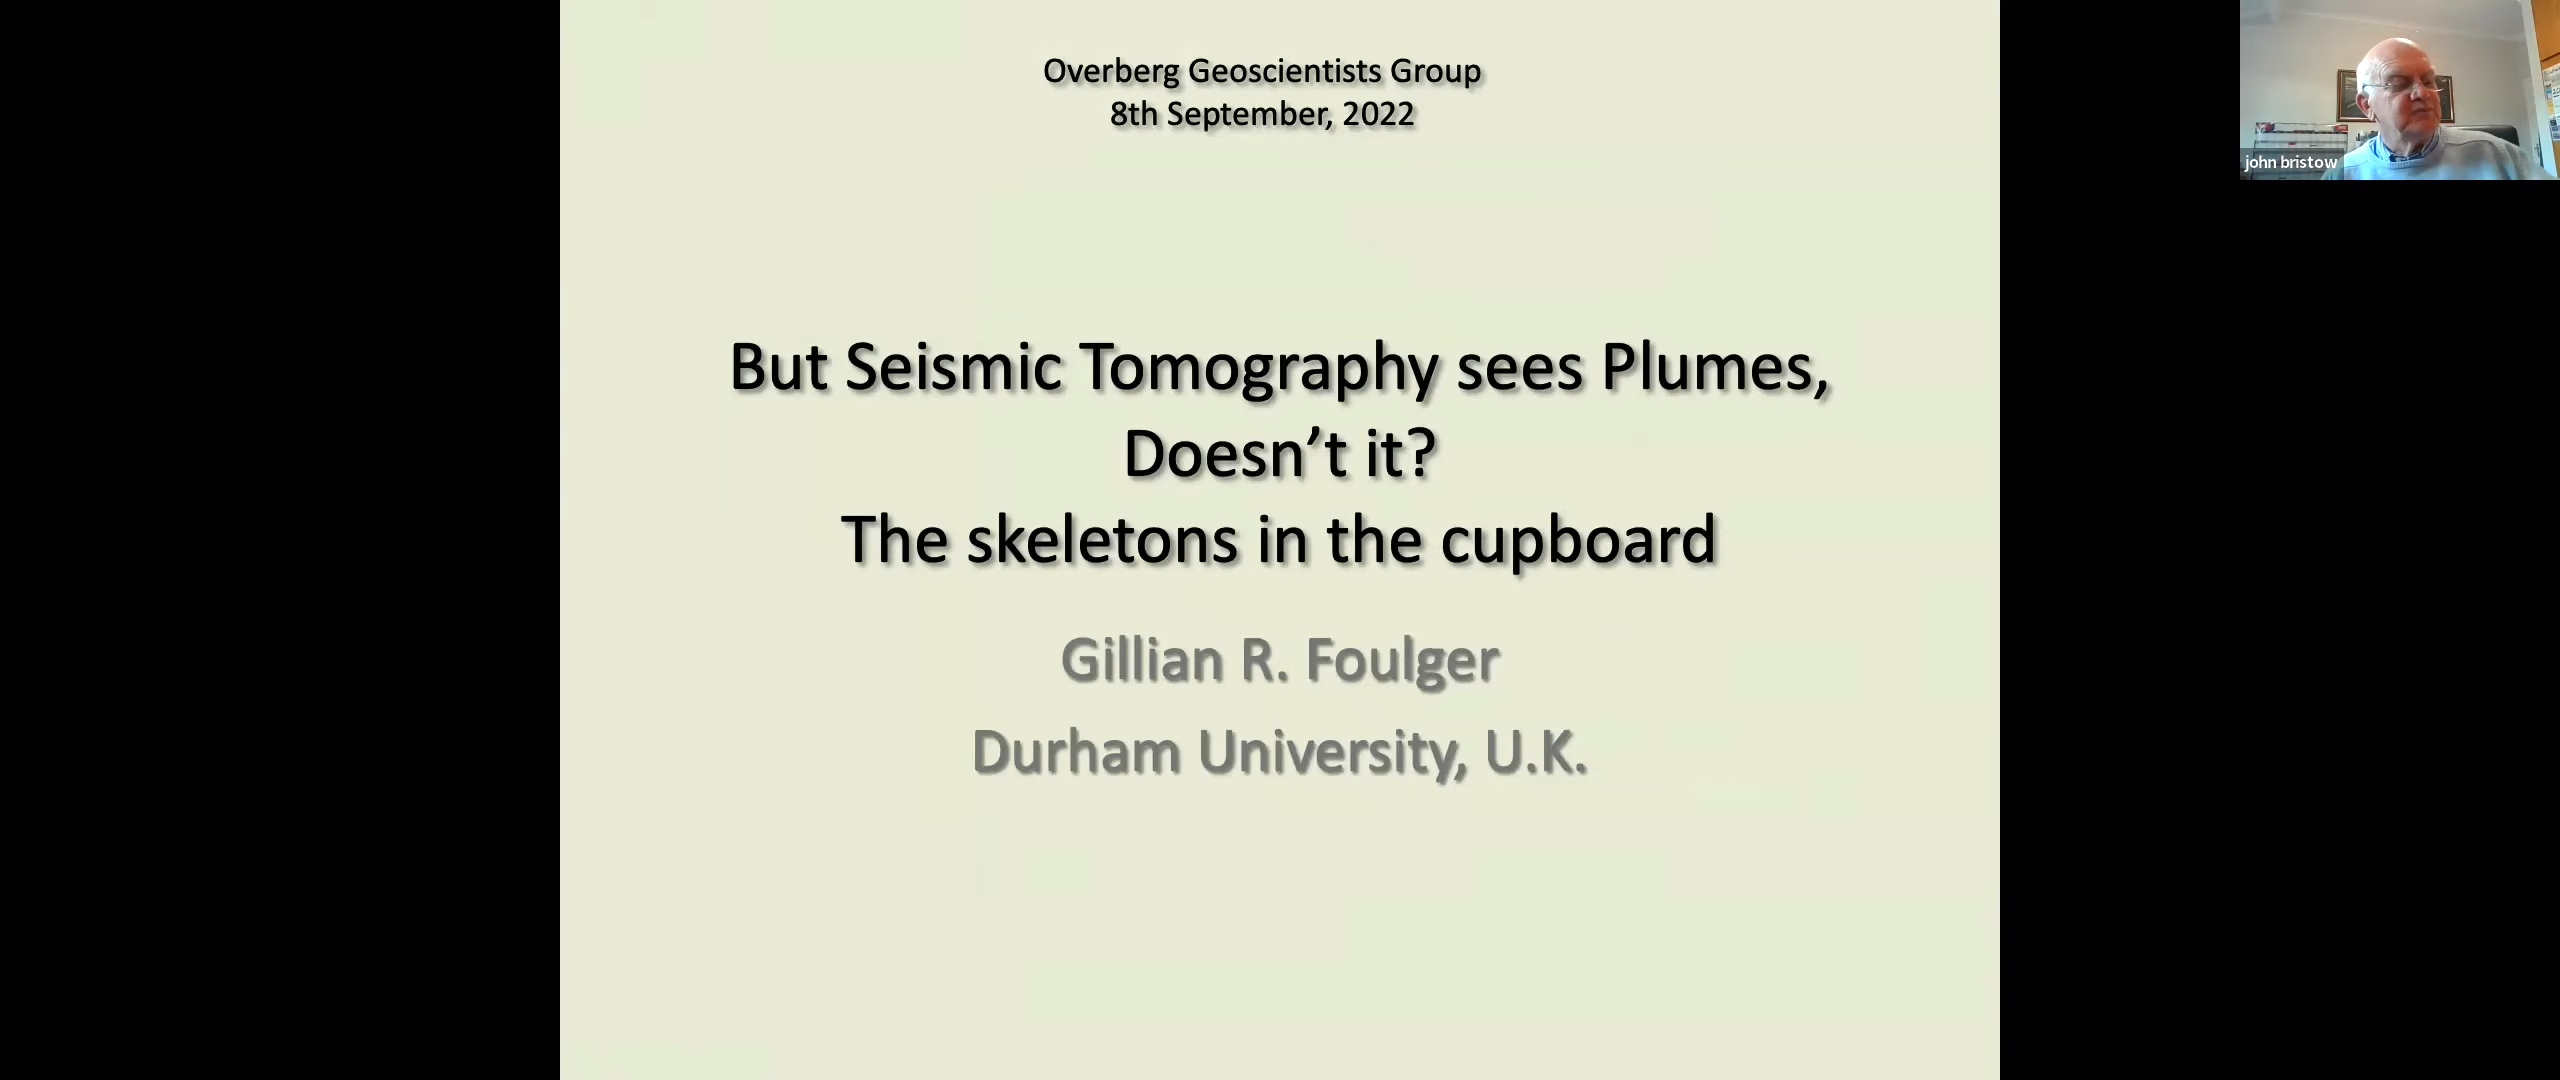 Overberg Geoscientists Group
8th September, 2022
But Seismic Tomography sees Plumes,
Doesn’t it?
The skeletons in the cupboard
Gillian R. Foulger
Durham University, U.K.
john bristow